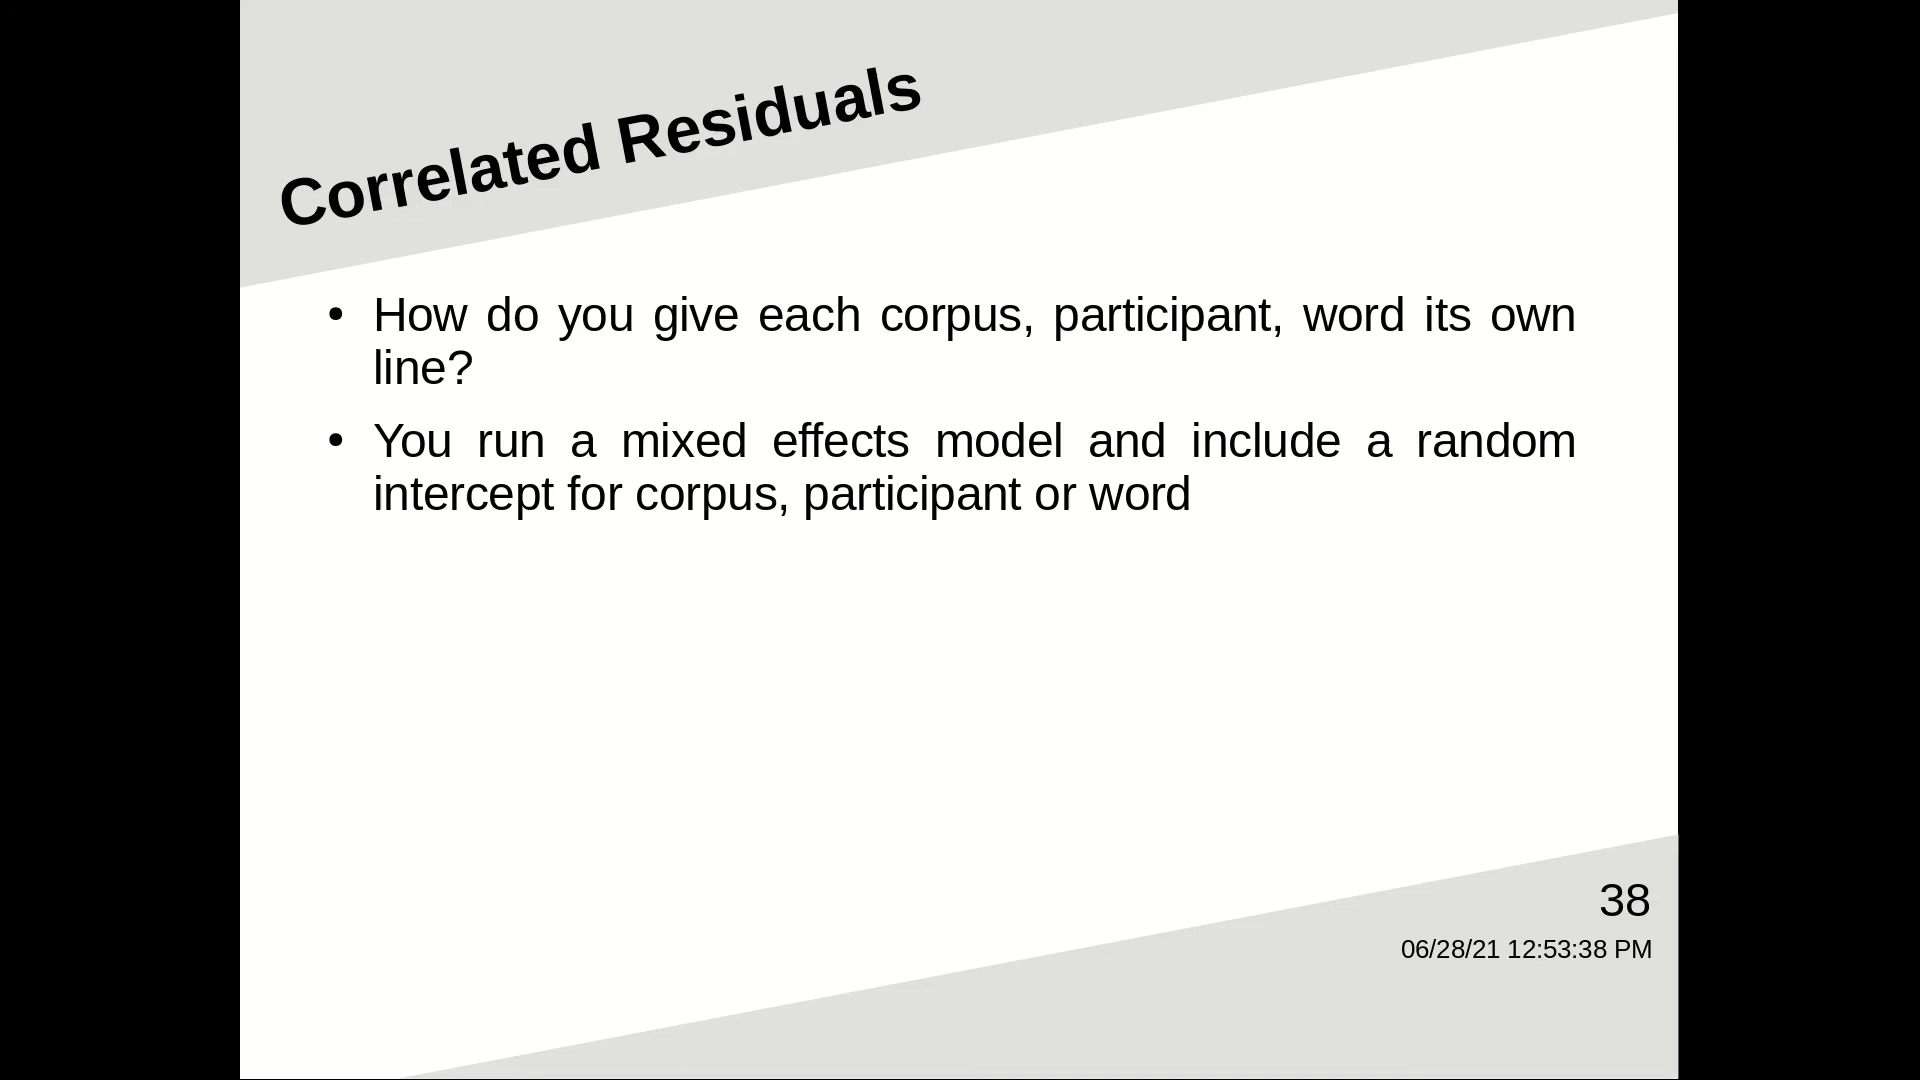 Correlated Residuals
• How do you give each corpus, participant, word its own
line?
• You run a mixed effects model and include a random
intercept for corpus, participant or word
38
06/28/21 12:53:38 PM